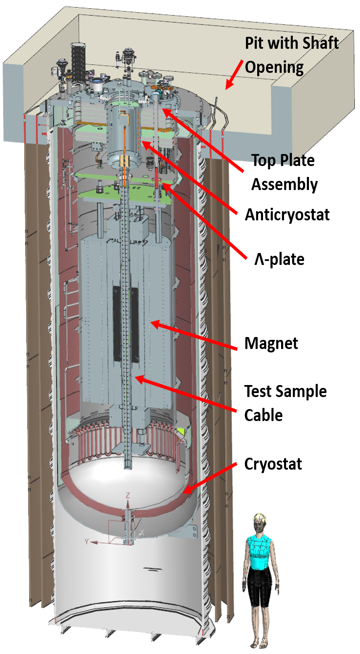 Pit with Shaft
Opening
Top Plate
Assembly
Anticryostat
Λ-plate
Magnet
Test Sample
Cable
Cryostat
Z
Y